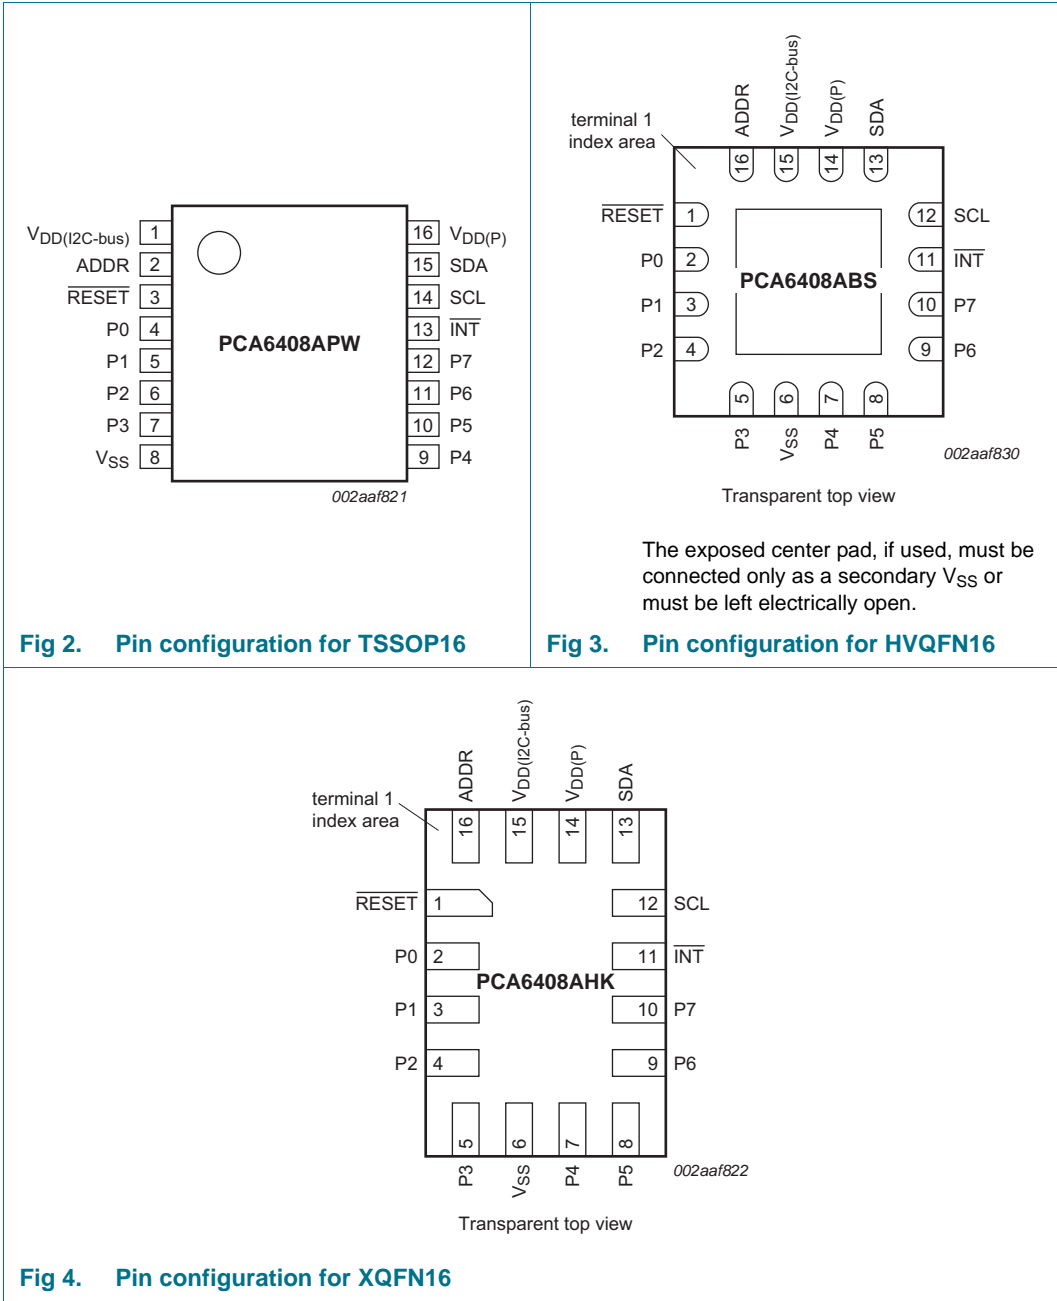 VDD(I2C-bus) 1
ADDR 2
RESET 3
P0 4
P1 5
P2 6
P3 7
VSS 8
PCA6408APW
16 VDD(P)
15 SDA
14 SCL
13 INT
12 P7
11 P6
10 P5
9 P4
002aaf821
Fig 2. Pin configuration for TSSOP16
terminal 1
index area
ADDR
VDD(I2C-bus)
VDD(P)
SDA
16
15
14
13
RESET 1
P0 2
P1 3
P2 4
PCA6408ABS
12 SCL
11 INT
10 P7
9 P6
5
6
7
8
P3
VSS
P4
P5
002aaf830
Transparent top view
The exposed center pad, if used, must be
connected only as a secondary VSS or
must be left electrically open.
Fig 3. Pin configuration for HVQFN16
terminal 1
index area
ADDR
VDD(I2C-bus)
VDD(P)
SDA
16
15
14
13
RESET 1
P0 2
P1 3
P2 4
PCA6408AHK
12 SCL
11 INT
10 P7
9 P6
5
6
7
8
P3
VSS
P4
P5
002aaf822
Transparent top view
Fig 4. Pin configuration for XQFN16